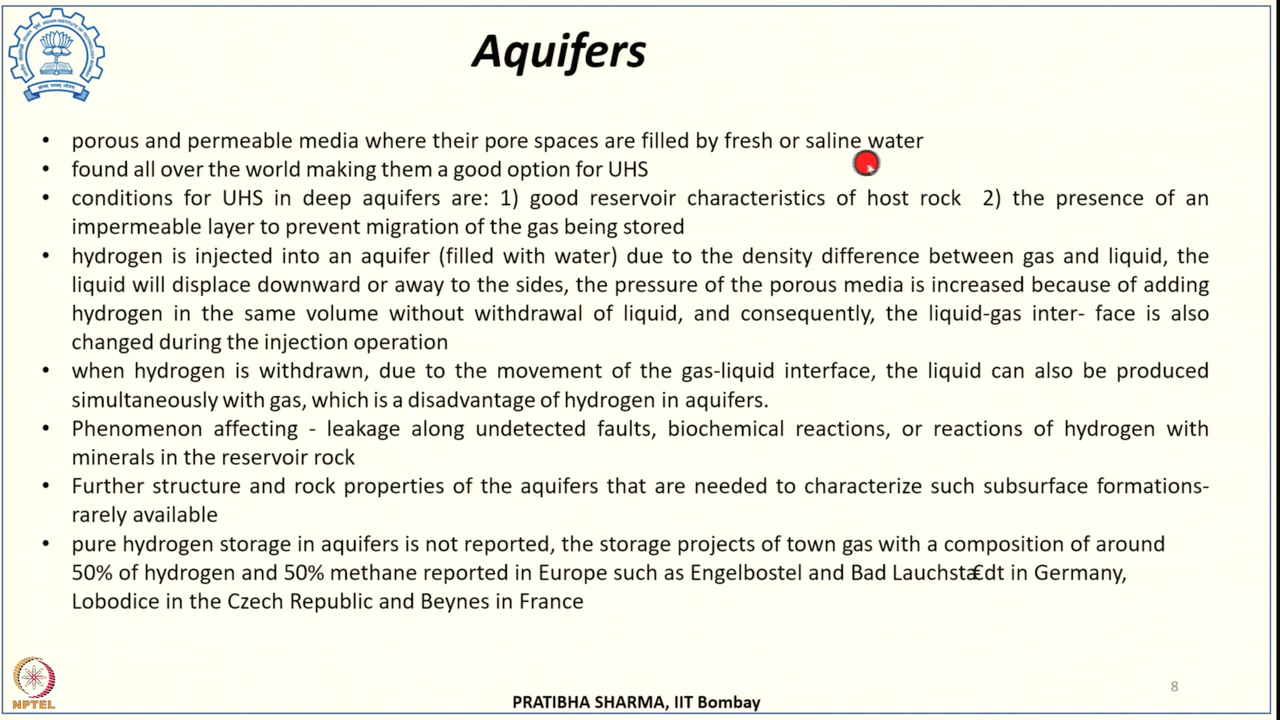 Aquifers
• porous and permeable media where their pore spaces are filled by fresh or saline water
• found all over the world making them a good option for UHS
• conditions for UHS in deep aquifers are: 1) good reservoir characteristics of host rock 2) the presence of an
impermeable layer to prevent migration of the gas being stored
• hydrogen is injected into an aquifer (filled with water) due to the density difference between gas and liquid, the
liquid will displace downward or away to the sides, the pressure of the porous media is increased because of adding
hydrogen in the same volume without withdrawal of liquid, and consequently, the liquid-gas inter- face is also
changed during the injection operation
• when hydrogen is withdrawn, due to the movement of the gas-liquid interface, the liquid can also be produced
simultaneously with gas, which is a disadvantage of hydrogen in aquifers.
• Phenomenon affecting - leakage along undetected faults, biochemical reactions, or reactions of hydrogen with
minerals in the reservoir rock
• Further structure and rock properties of the aquifers that are needed to characterize such subsurface formations-
rarely available
• pure hydrogen storage in aquifers is not reported, the storage projects of town gas with a composition of around
50% of hydrogen and 50% methane reported in Europe such as Engelbostel and Bad Lauchsta€dt in Germany,
Lobodice in the Czech Republic and Beynes in France
8
NPTEL
PRATIBHA SHARMA, IIT Bombay